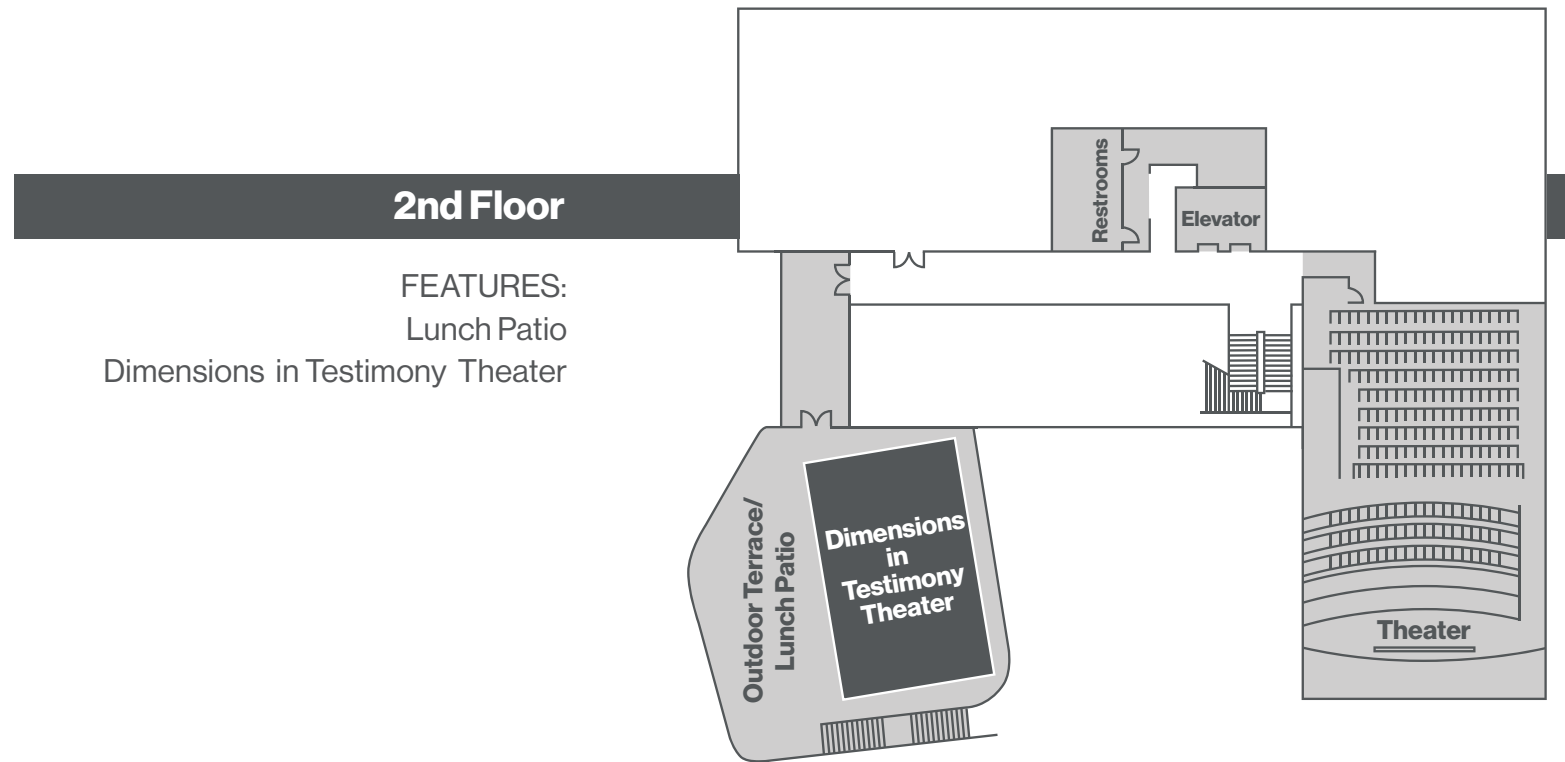 2nd Floor
FEATURES:
Lunch Patio
Dimensions in Testimony Theater
Restrooms
Elevator
Outdoor Terrace/
Lunch Patio
Dimensions
in
Testimony
Theater
Theater